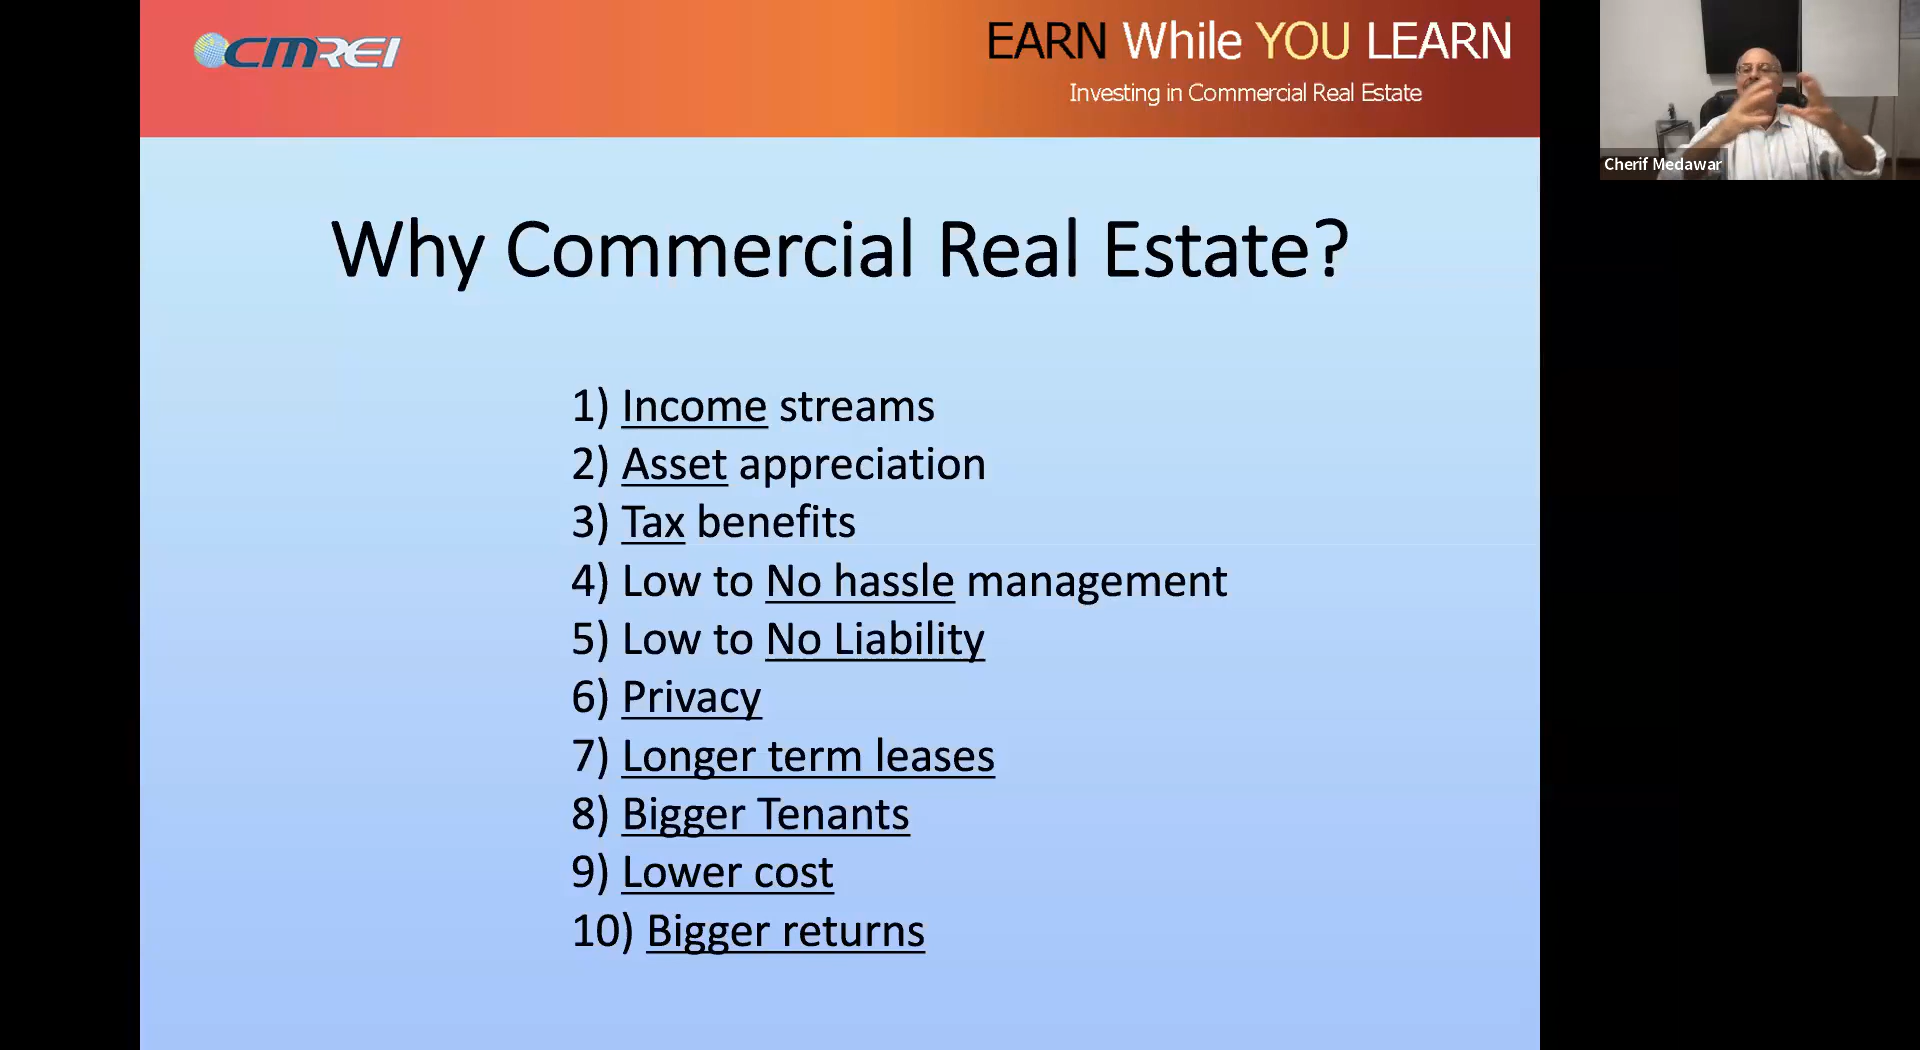 CMREI
EARN While YOU LEARN
Investing in Commercial Real Estate
Cherif Medawar
Why Commercial Real Estate?
1) Income streams
2) Asset appreciation
3) Tax benefits
4) Low to No hassle management
5) Low to No Liability
6) Privacy
7) Longer term leases
8) Bigger Tenants
9) Lower cost
10) Bigger returns